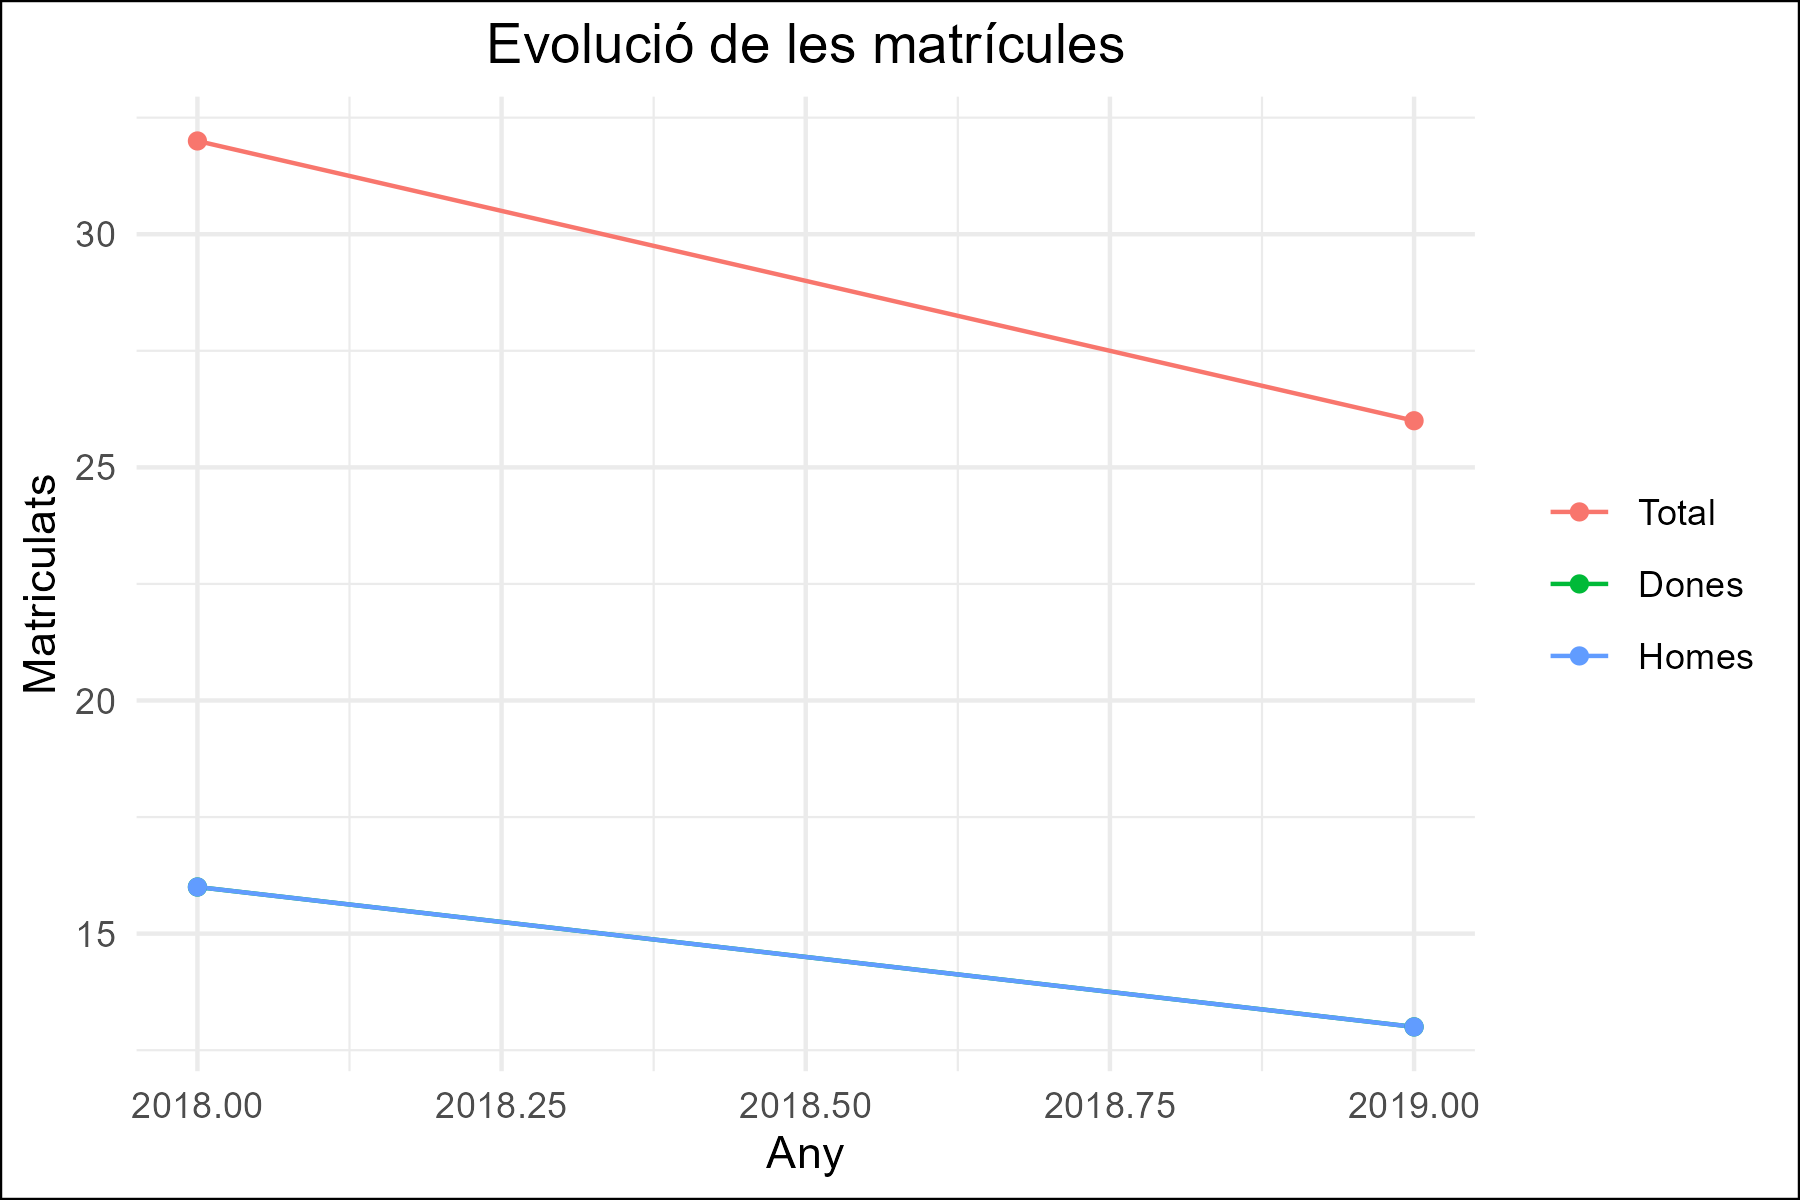 Evolució de les matrícules
Matriculats
30
25
20
15
2018.00
2018.25
2018.50
2018.75
2019.00
Any
Total
Dones
Homes